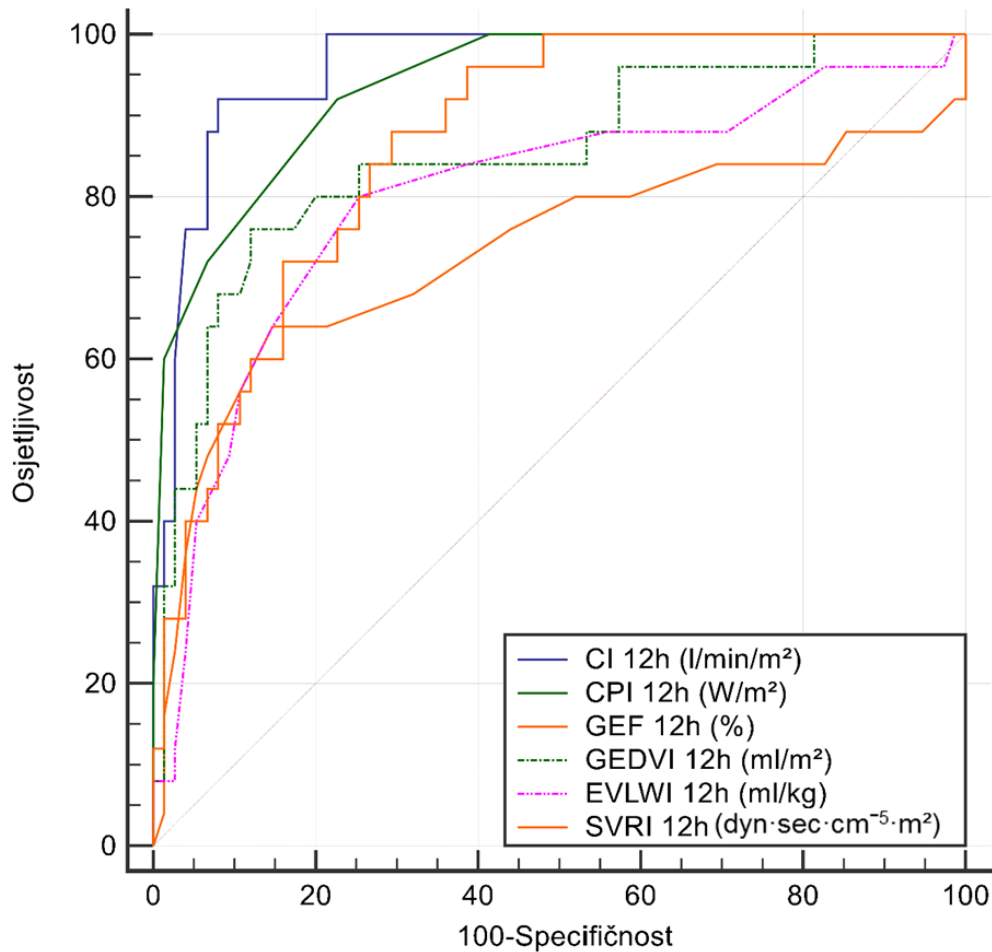 100
80
60
40
20
0
Osjetljivost
0 20 40 60 80 100
100-Specifičnost
CI 12h (l/min/m²)
CPI 12h (W/m²)
GEF 12h (%)
GEDVI 12h (ml/m²)
EVLWI 12h (ml/kg)
SVRI 12h (dyn·sec·cm⁻⁵·m²)